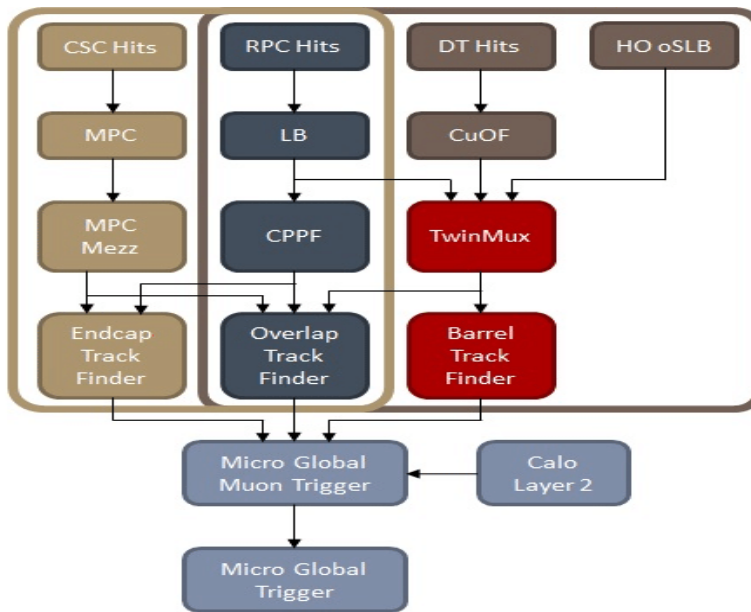 CSC Hits
RPC Hits
DT Hits
HO oSLB
MPC
LB
CuOF
MPC
Mezz
CPPF
TwinMux
Endcap
Track
Finder
Overlap
Track
Finder
Barrel
Track
Finder
Micro Global
Muon Trigger
Calo
Layer 2
Micro Global
Trigger